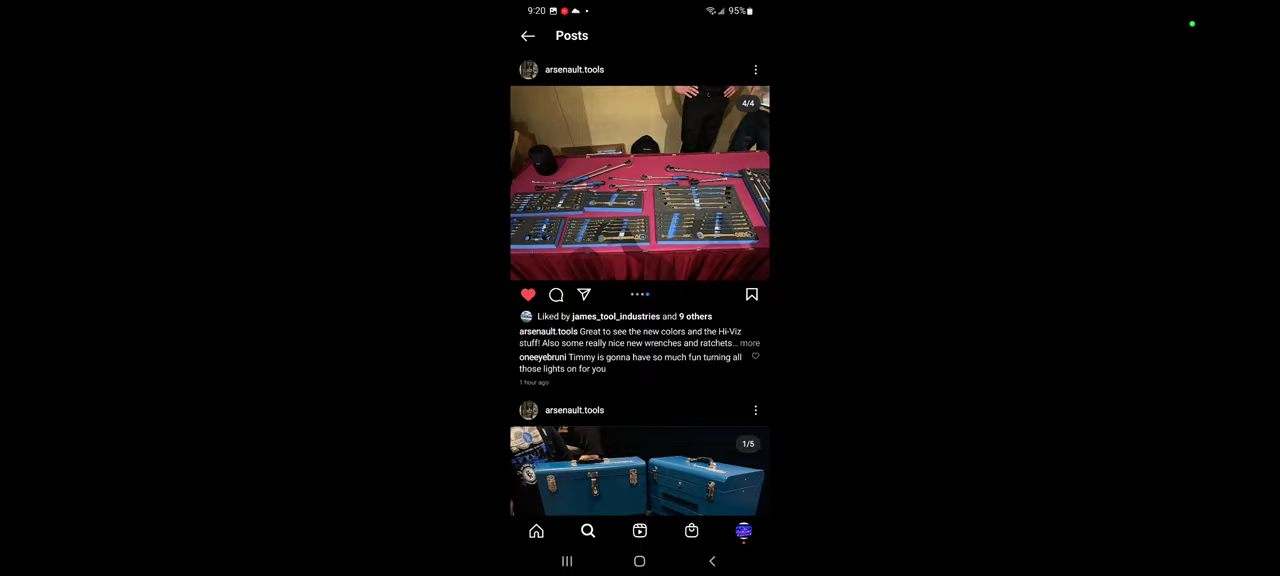 9:20 95%
Posts
arsenault.tools
4/4
Liked by james_tool_industries and 9 others
arsenault.tools Great to see the new colors and the Hi-Viz
stuff! Also some really nice new wrenches and ratchets... more
oneeyebruni Timmy is gonna have so much fun turning all
those lights on for you
1 hour ago
arsenault.tools
1/5